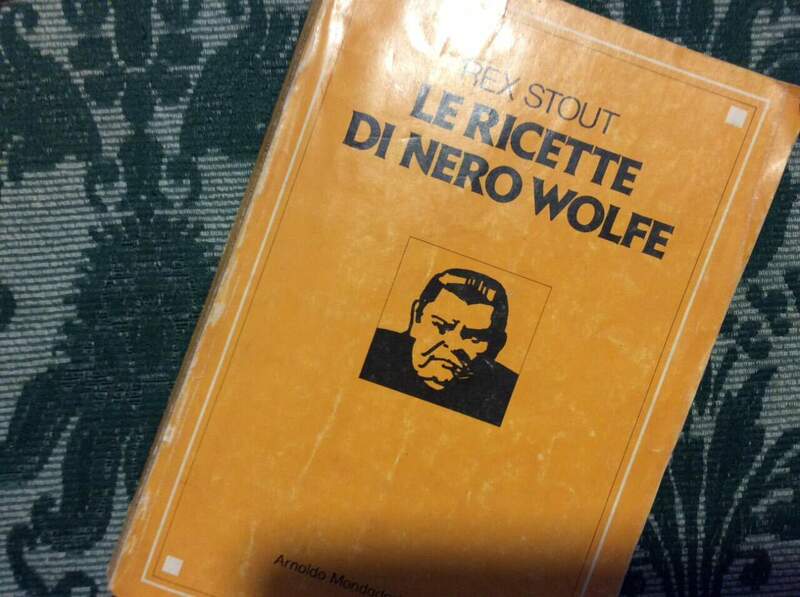 REX STOUT
LE RICETTE
DI NERO WOLFE
Arnoldo